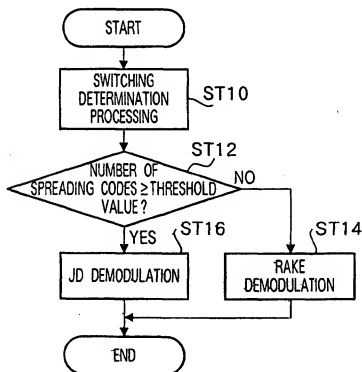 START
SWITCHING
DETERMINATION
PROCESSING
ST10
ST12
NUMBER OF
SPREADING CODES ≥ THRESHOLD
VALUE ?
NO
YES
ST16
ST14
JD DEMODULATION
RAKE
DEMODULATION
END